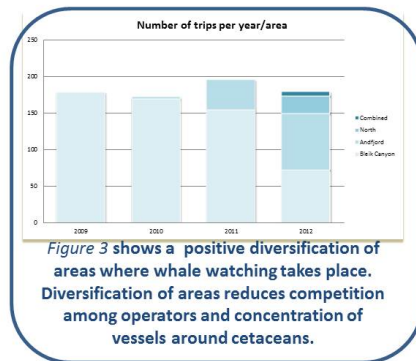 Number of trips per year/area
250
200
150
100
50
0
2009 2010 2011 2012
Combined
North
Andfjord
Bleik Canyon
Figure 3 shows a positive diversification of
areas where whale watching takes place.
Diversification of areas reduces competition
among operators and concentration of
vessels around cetaceans.